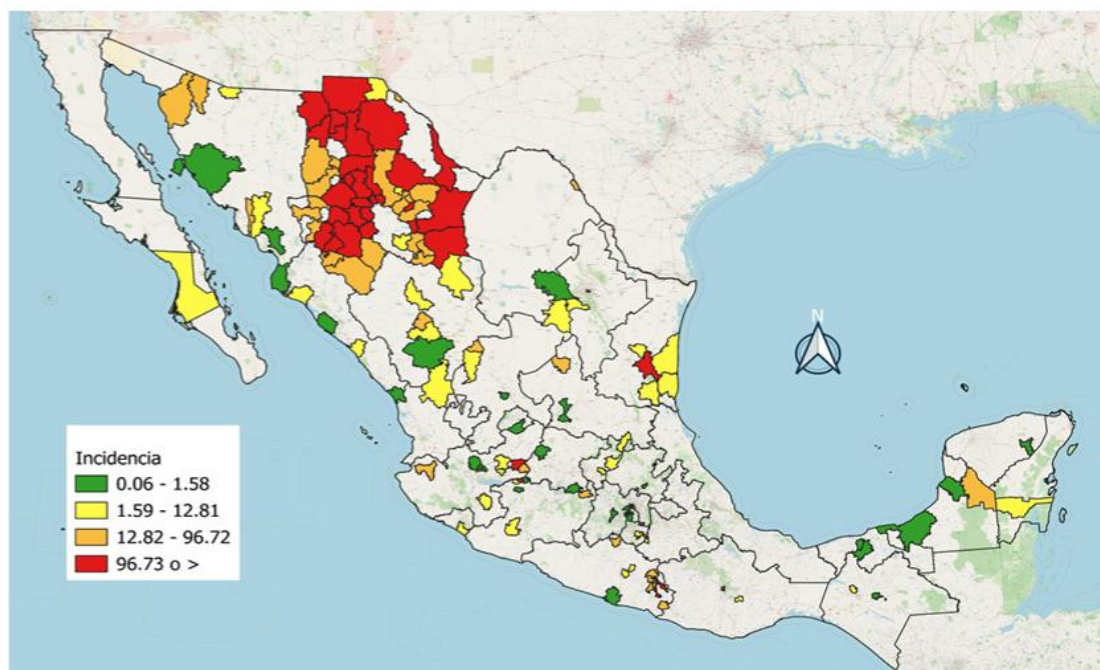 N
Incidencia
0.06 - 1.58
1.59 - 12.81
12.82 - 96.72
96.73 o >